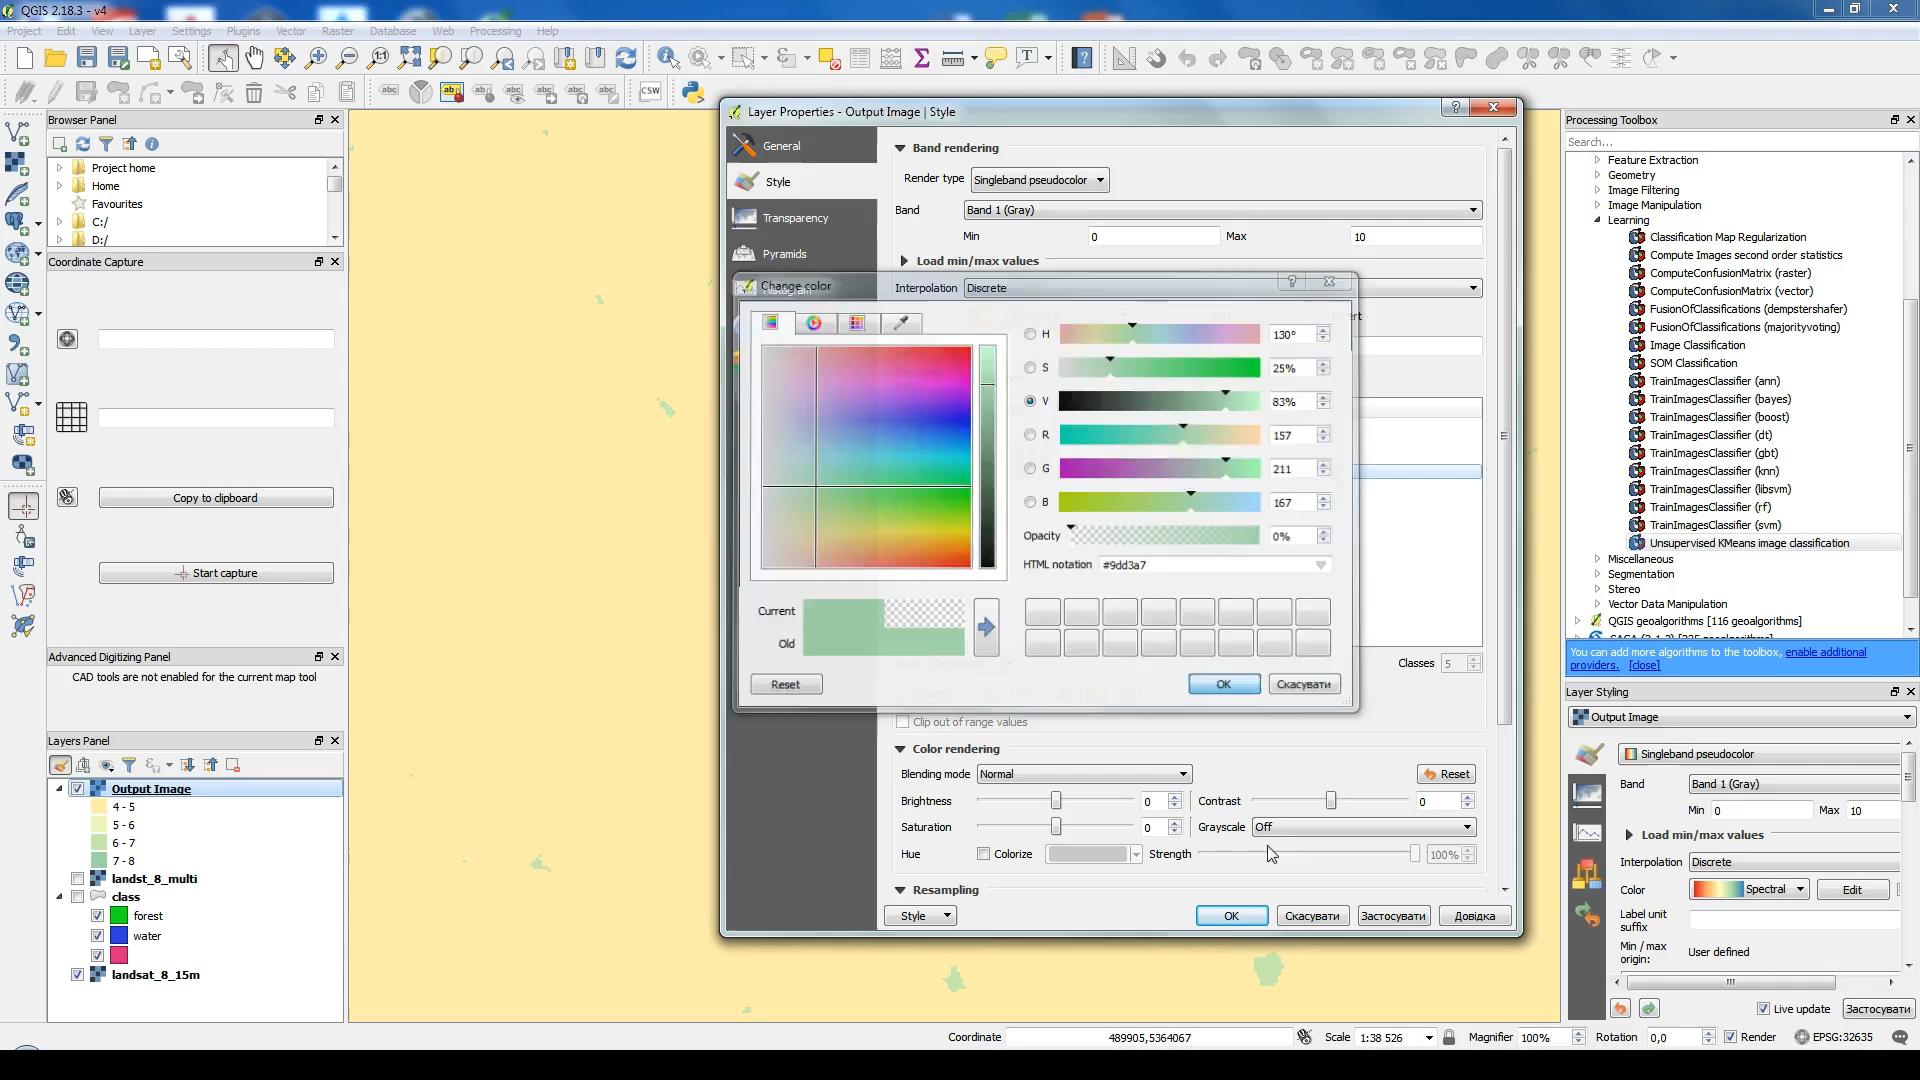 QGIS 2.18.3 - v4
Project Edit View Layer Settings Plugins Vector Raster Database Web Processing Help
Browser Panel
Project home
Home
Favourites
C:/
D:/
Coordinate Capture
Copy to clipboard
Start capture
Advanced Digitizing Panel
CAD tools are not enabled for the current map tool
Layers Panel
Output Image
4 - 5
5 - 6
6 - 7
7 - 8
landst_8_multi
class
forest
water
landsat_8_15m
Layer Properties - Output Image | Style
General
Style
Transparency
Pyramids
Histogram
Band rendering
Render type Singleband pseudocolor
Band Band 1 (Gray)
Min 0 Max 10
Load min/max values
Interpolation Discrete
Change color
H 130°
S 25%
V 83%
R 157
G 211
B 167
Opacity 0%
HTML notation #9dd3a7
Current
Old
Reset OK Скасувати
Classes 5
Clip out of range values
Color rendering
Blending mode Normal Reset
Brightness 0 Contrast 0
Saturation 0 Grayscale Off
Hue Colorize Strength 100%
Resampling
Style OK Скасувати Застосувати Довідка
Processing Toolbox
Search...
Feature Extraction
Geometry
Image Filtering
Image Manipulation
Learning
Classification Map Regularization
Compute Images second order statistics
ComputeConfusionMatrix (raster)
ComputeConfusionMatrix (vector)
FusionOfClassifications (dempstershafer)
FusionOfClassifications (majorityvoting)
Image Classification
SOM Classification
TrainImagesClassifier (ann)
TrainImagesClassifier (bayes)
TrainImagesClassifier (boost)
TrainImagesClassifier (dt)
TrainImagesClassifier (gbt)
TrainImagesClassifier (knn)
TrainImagesClassifier (libsvm)
TrainImagesClassifier (rf)
TrainImagesClassifier (svm)
Unsupervised KMeans image classification
Miscellaneous
Segmentation
Stereo
Vector Data Manipulation
QGIS geoalgorithms [116 geoalgorithms]
You can add more algorithms to the toolbox, enable additional
providers. [close]
Layer Styling
Output Image
Singleband pseudocolor
Band Band 1 (Gray)
Min 0 Max 10
Load min/max values
Interpolation Discrete
Color Spectral Edit
Label unit
suffix
Min / max
origin: User defined
Live update Застосувати
Coordinate 489905,5364067 Scale 1:38 526 Magnifier 100% Rotation 0,0 Render EPSG:32635